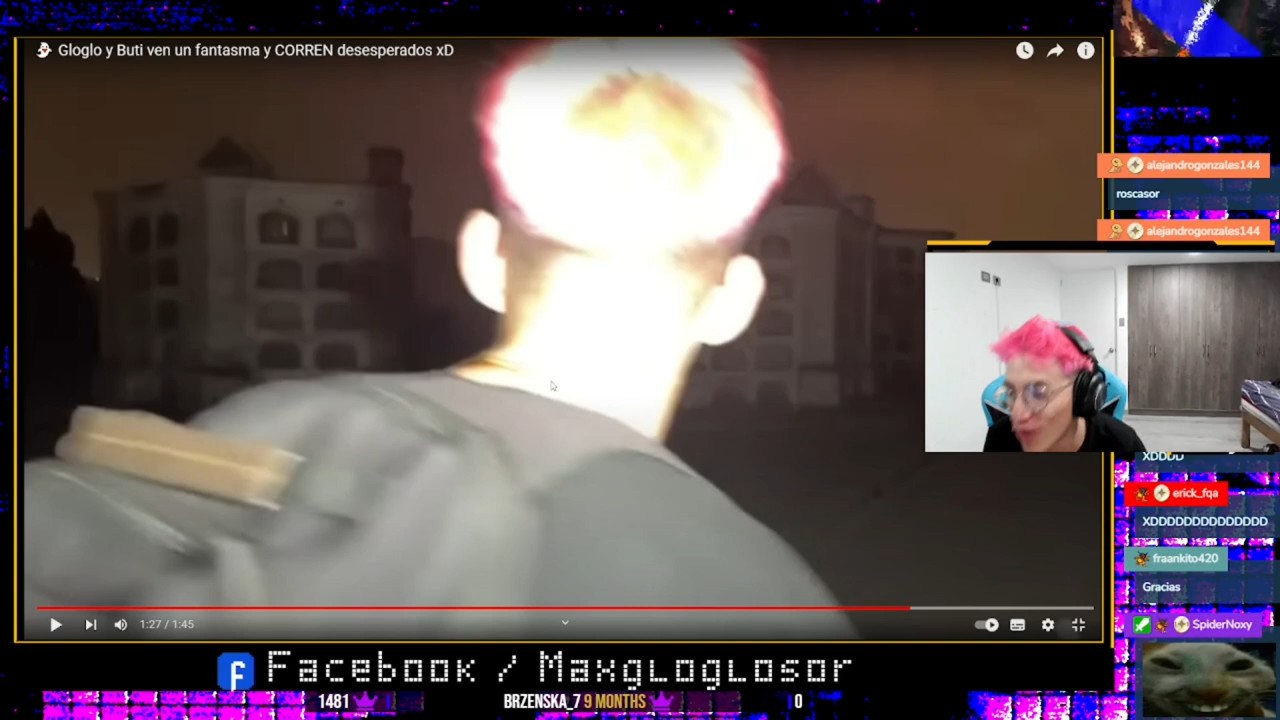 Gloglo y Buti ven un fantasma y CORREN desesperados xD
alejandrogonzales144
roscasor
alejandrogonzales144
XDDDD
erick_fqa
XDDDDDDDDDDDDDD
fraankito420
Gracias
1:27 / 1:45
SpiderNoxy
Facebook / Maxgloglosor
1481
BRZENSKA_7 9 MONTHS
0